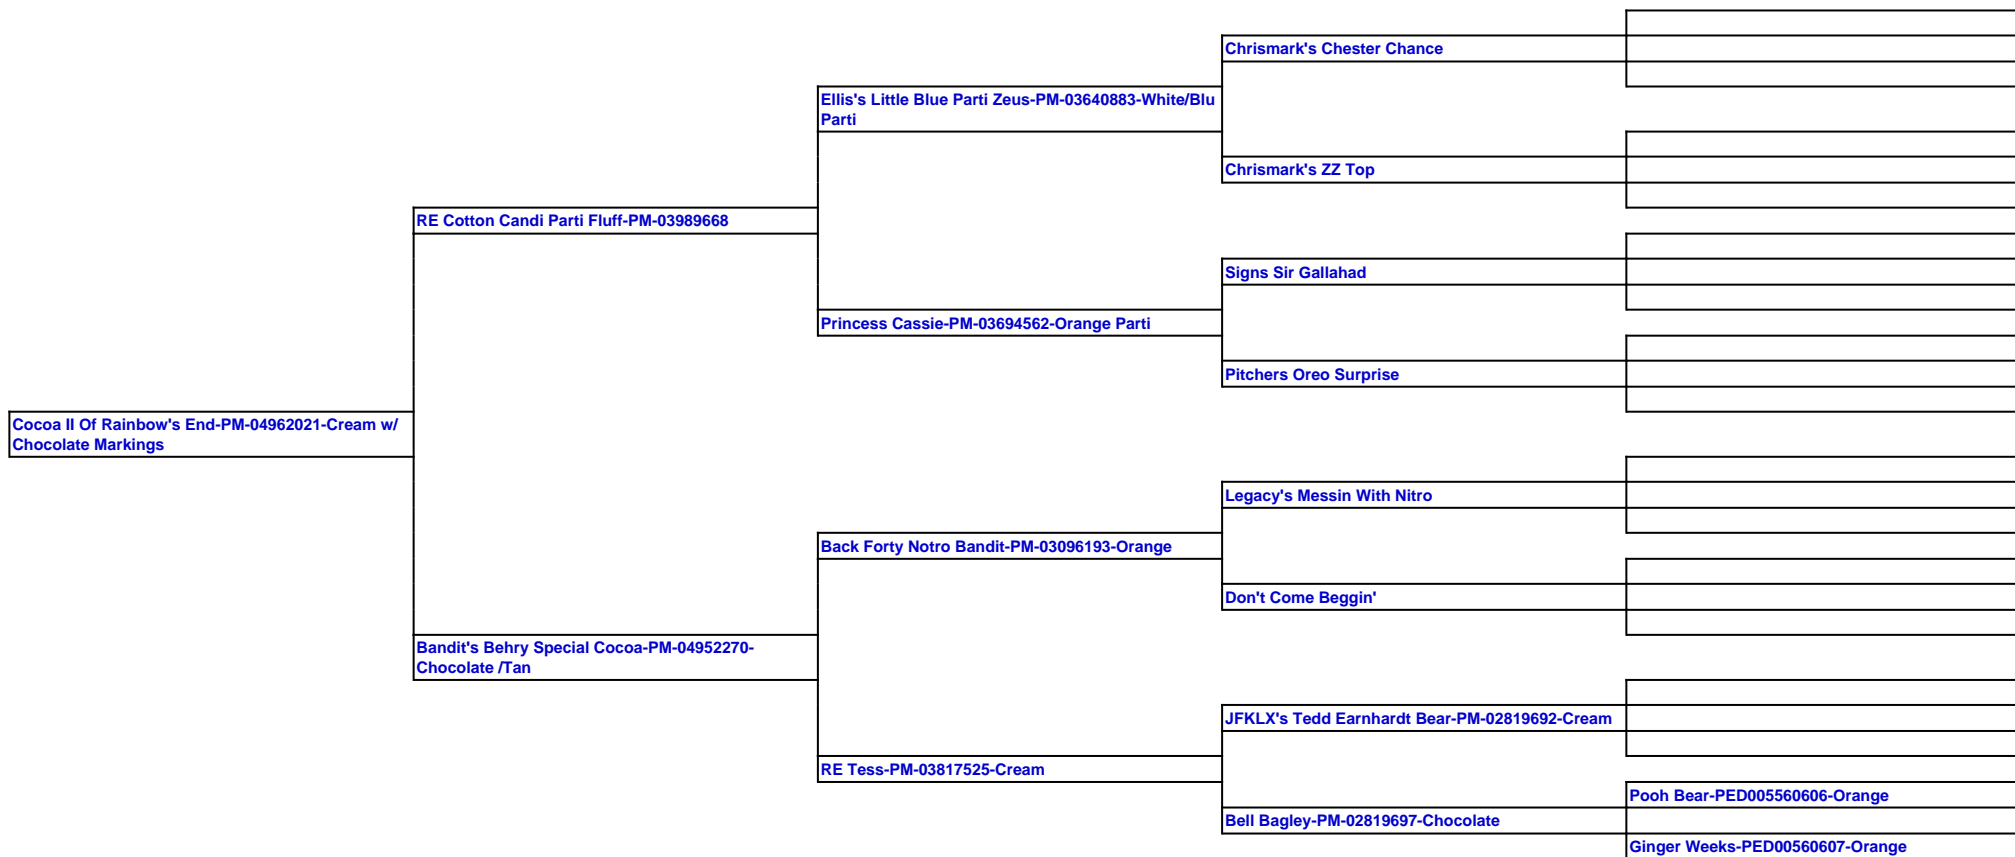 Chrismark's Chester Chance
Ellis's Little Blue Parti Zeus-PM-03640883-White/Blu
Parti
Chrismark's ZZ Top
RE Cotton Candi Parti Fluff-PM-03989668
Signs Sir Gallahad
Princess Cassie-PM-03694562-Orange Parti
Pitchers Oreo Surprise
Cocoa II Of Rainbow's End-PM-04962021-Cream w/
Chocolate Markings
Legacy's Messin With Nitro
Back Forty Notro Bandit-PM-03096193-Orange
Don't Come Beggin'
Bandit's Behry Special Cocoa-PM-04952270-
Chocolate /Tan
JFKLX's Tedd Earnhardt Bear-PM-02819692-Cream
RE Tess-PM-03817525-Cream
Pooh Bear-PED005560606-Orange
Bell Bagley-PM-02819697-Chocolate
Ginger Weeks-PED00560607-Orange